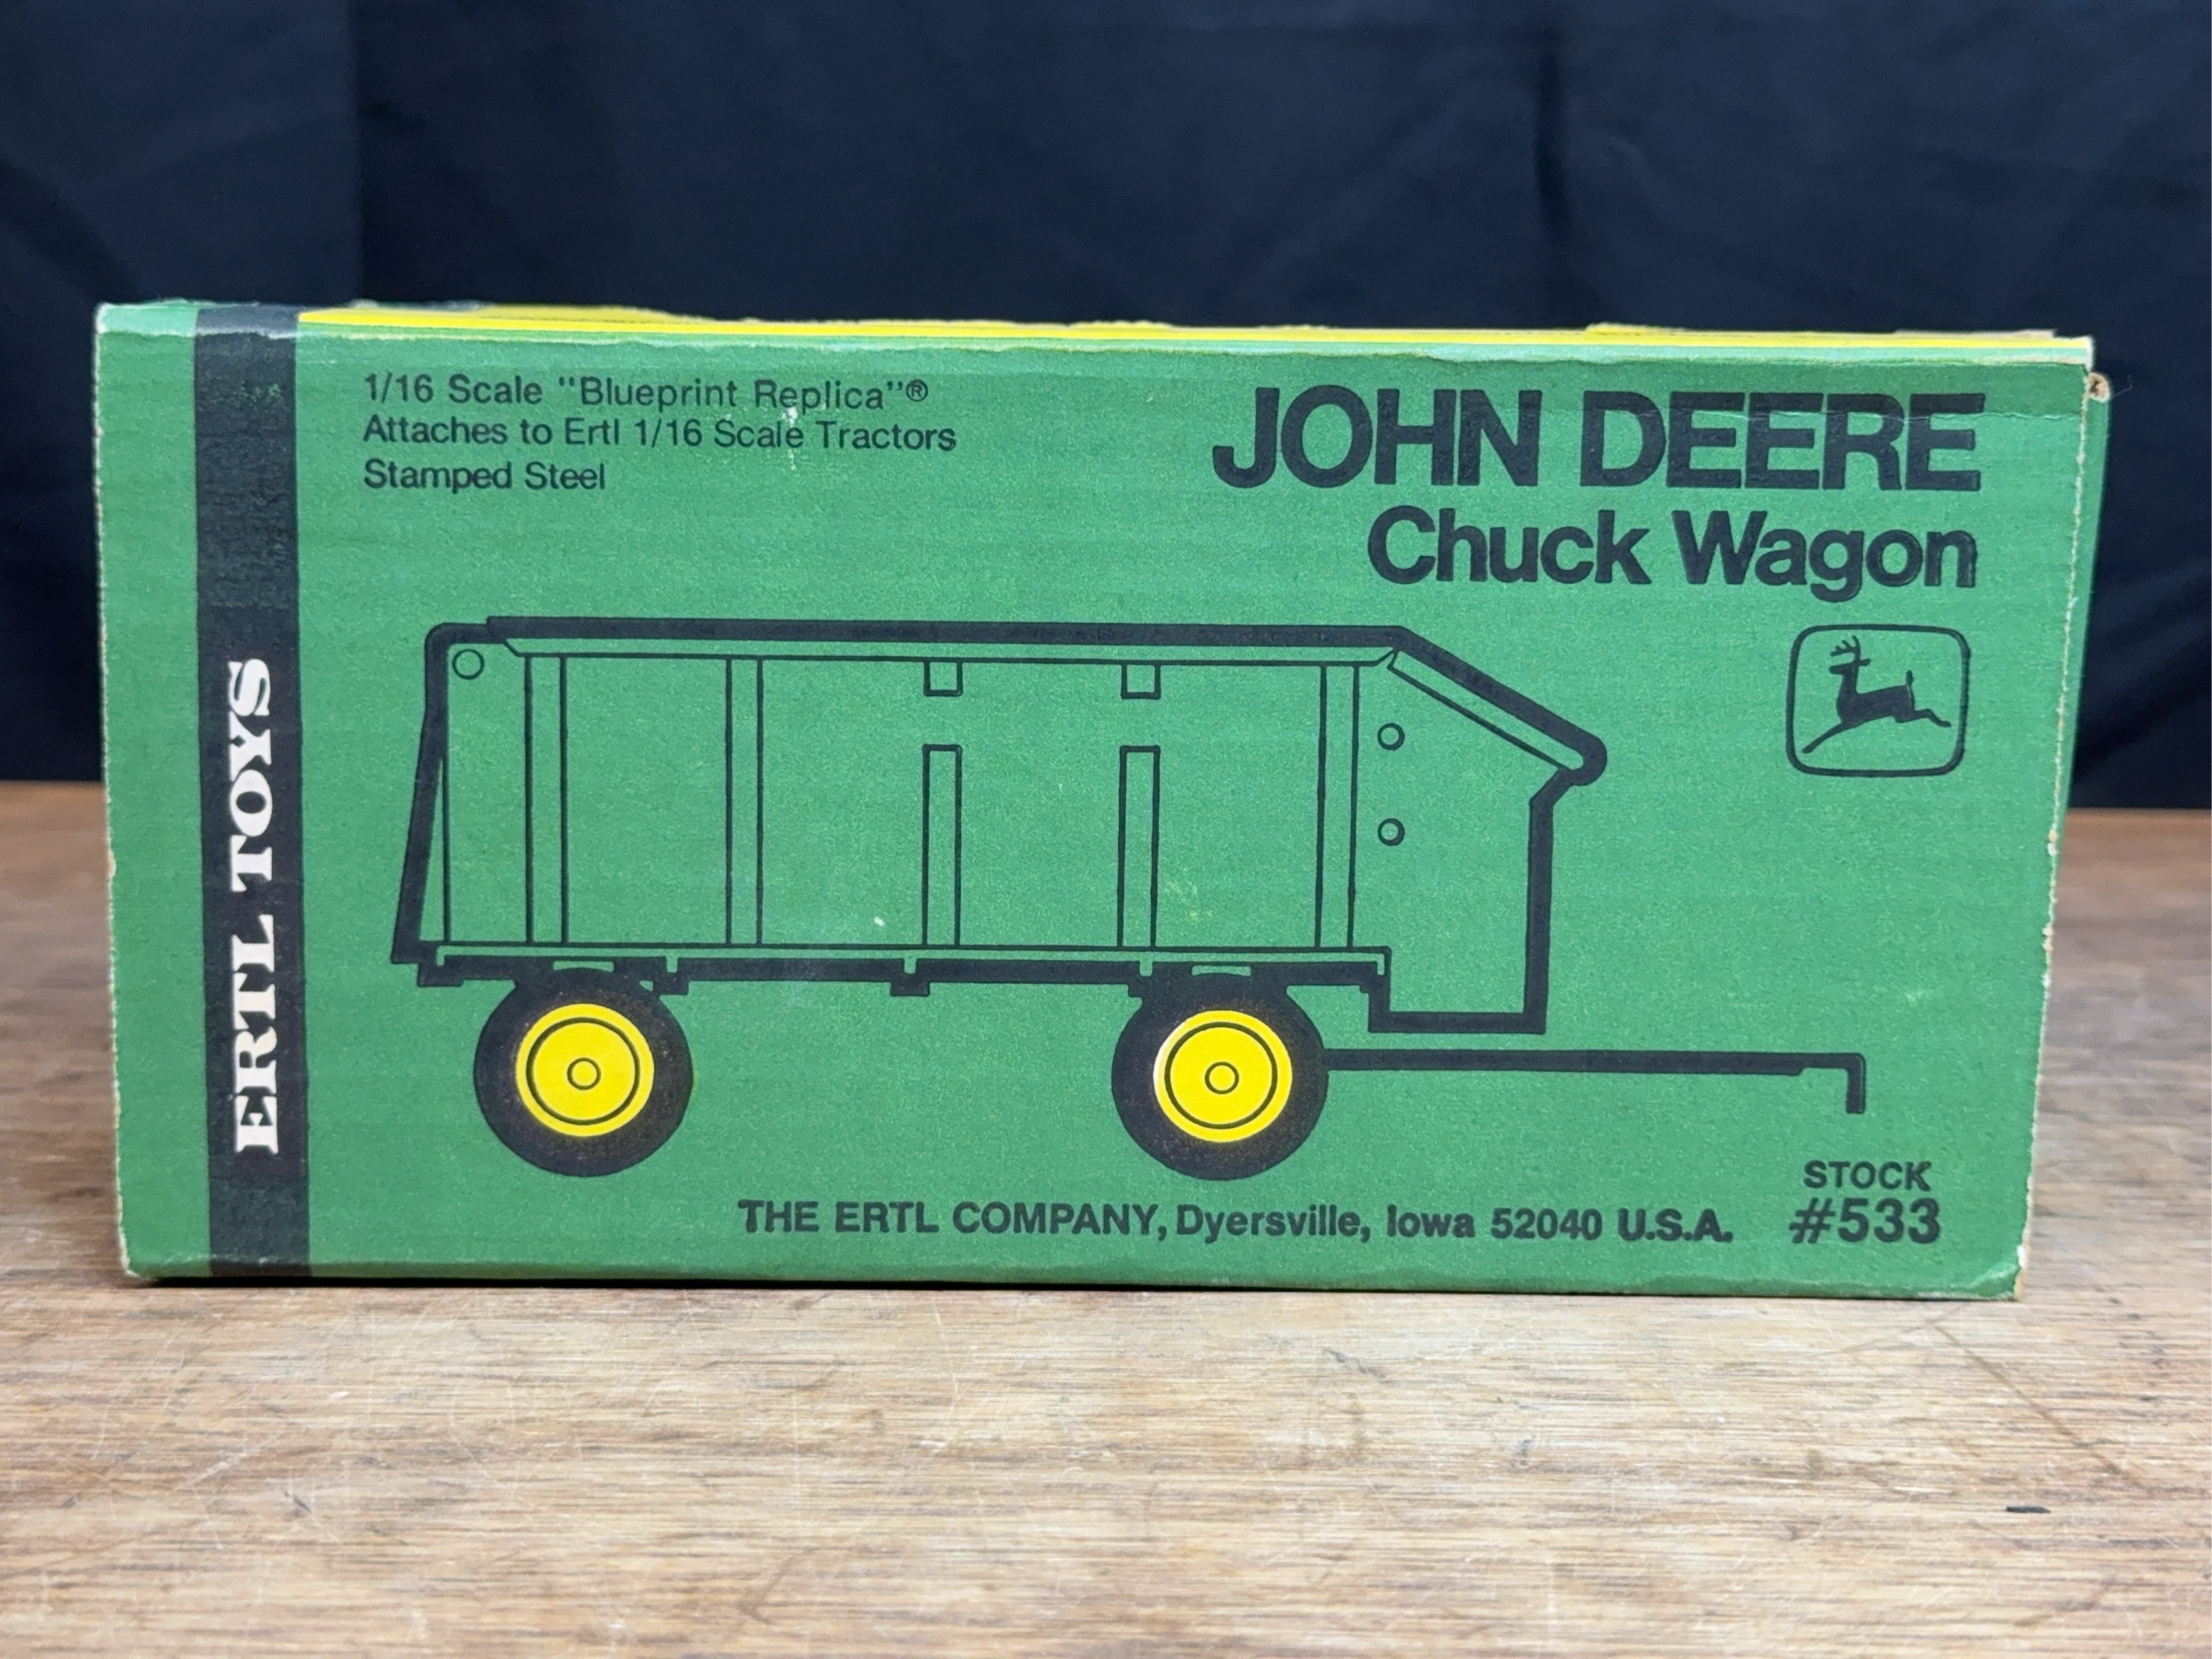 ERTL TOYS
1/16 Scale "Blueprint Replica"®
Attaches to Ertl 1/16 Scale Tractors
Stamped Steel
JOHN DEERE
Chuck Wagon
STOCK
#533
THE ERTL COMPANY, Dyersville, Iowa 52040 U.S.A.